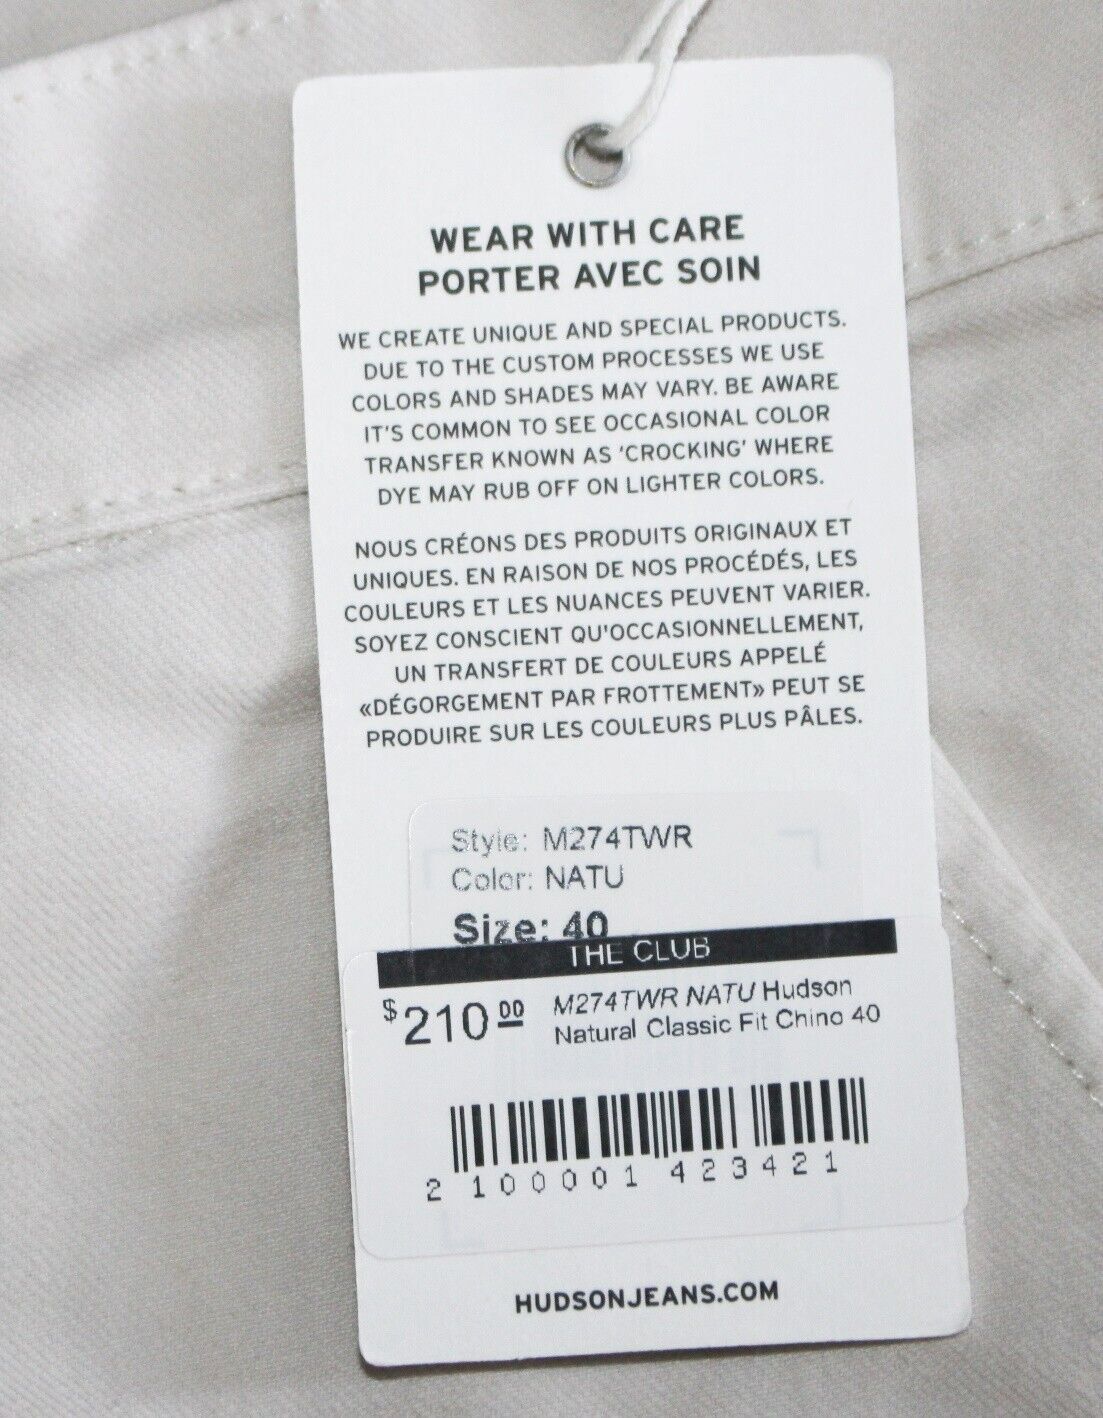 WEAR WITH CARE
PORTER AVEC SOIN
WE CREATE UNIQUE AND SPECIAL PRODUCTS.
DUE TO THE CUSTOM PROCESSES WE USE
COLORS AND SHADES MAY VARY. BE AWARE
IT'S COMMON TO SEE OCCASIONAL COLOR
TRANSFER KNOWN AS 'CROCKING' WHERE
DYE MAY RUB OFF ON LIGHTER COLORS.
NOUS CRÉONS DES PRODUITS ORIGINAUX ET
UNIQUES. EN RAISON DE NOS PROCÉDÉS, LES
COULEURS ET LES NUANCES PEUVENT VARIER.
SOYEZ CONSCIENT QU'OCCASIONNELLEMENT,
UN TRANSFERT DE COULEURS APPELÉ
«DÉGORGEMENT PAR FROTTEMENT» PEUT SE
PRODUIRE SUR LES COULEURS PLUS PÂLES.
Style: M274TWR
Color: NATU
Size: 40
THE CLUB
$210.00 M274TWR NATU Hudson
Natural Classic Fit Chino 40
2 100001 423421
HUDSONJEANS.COM